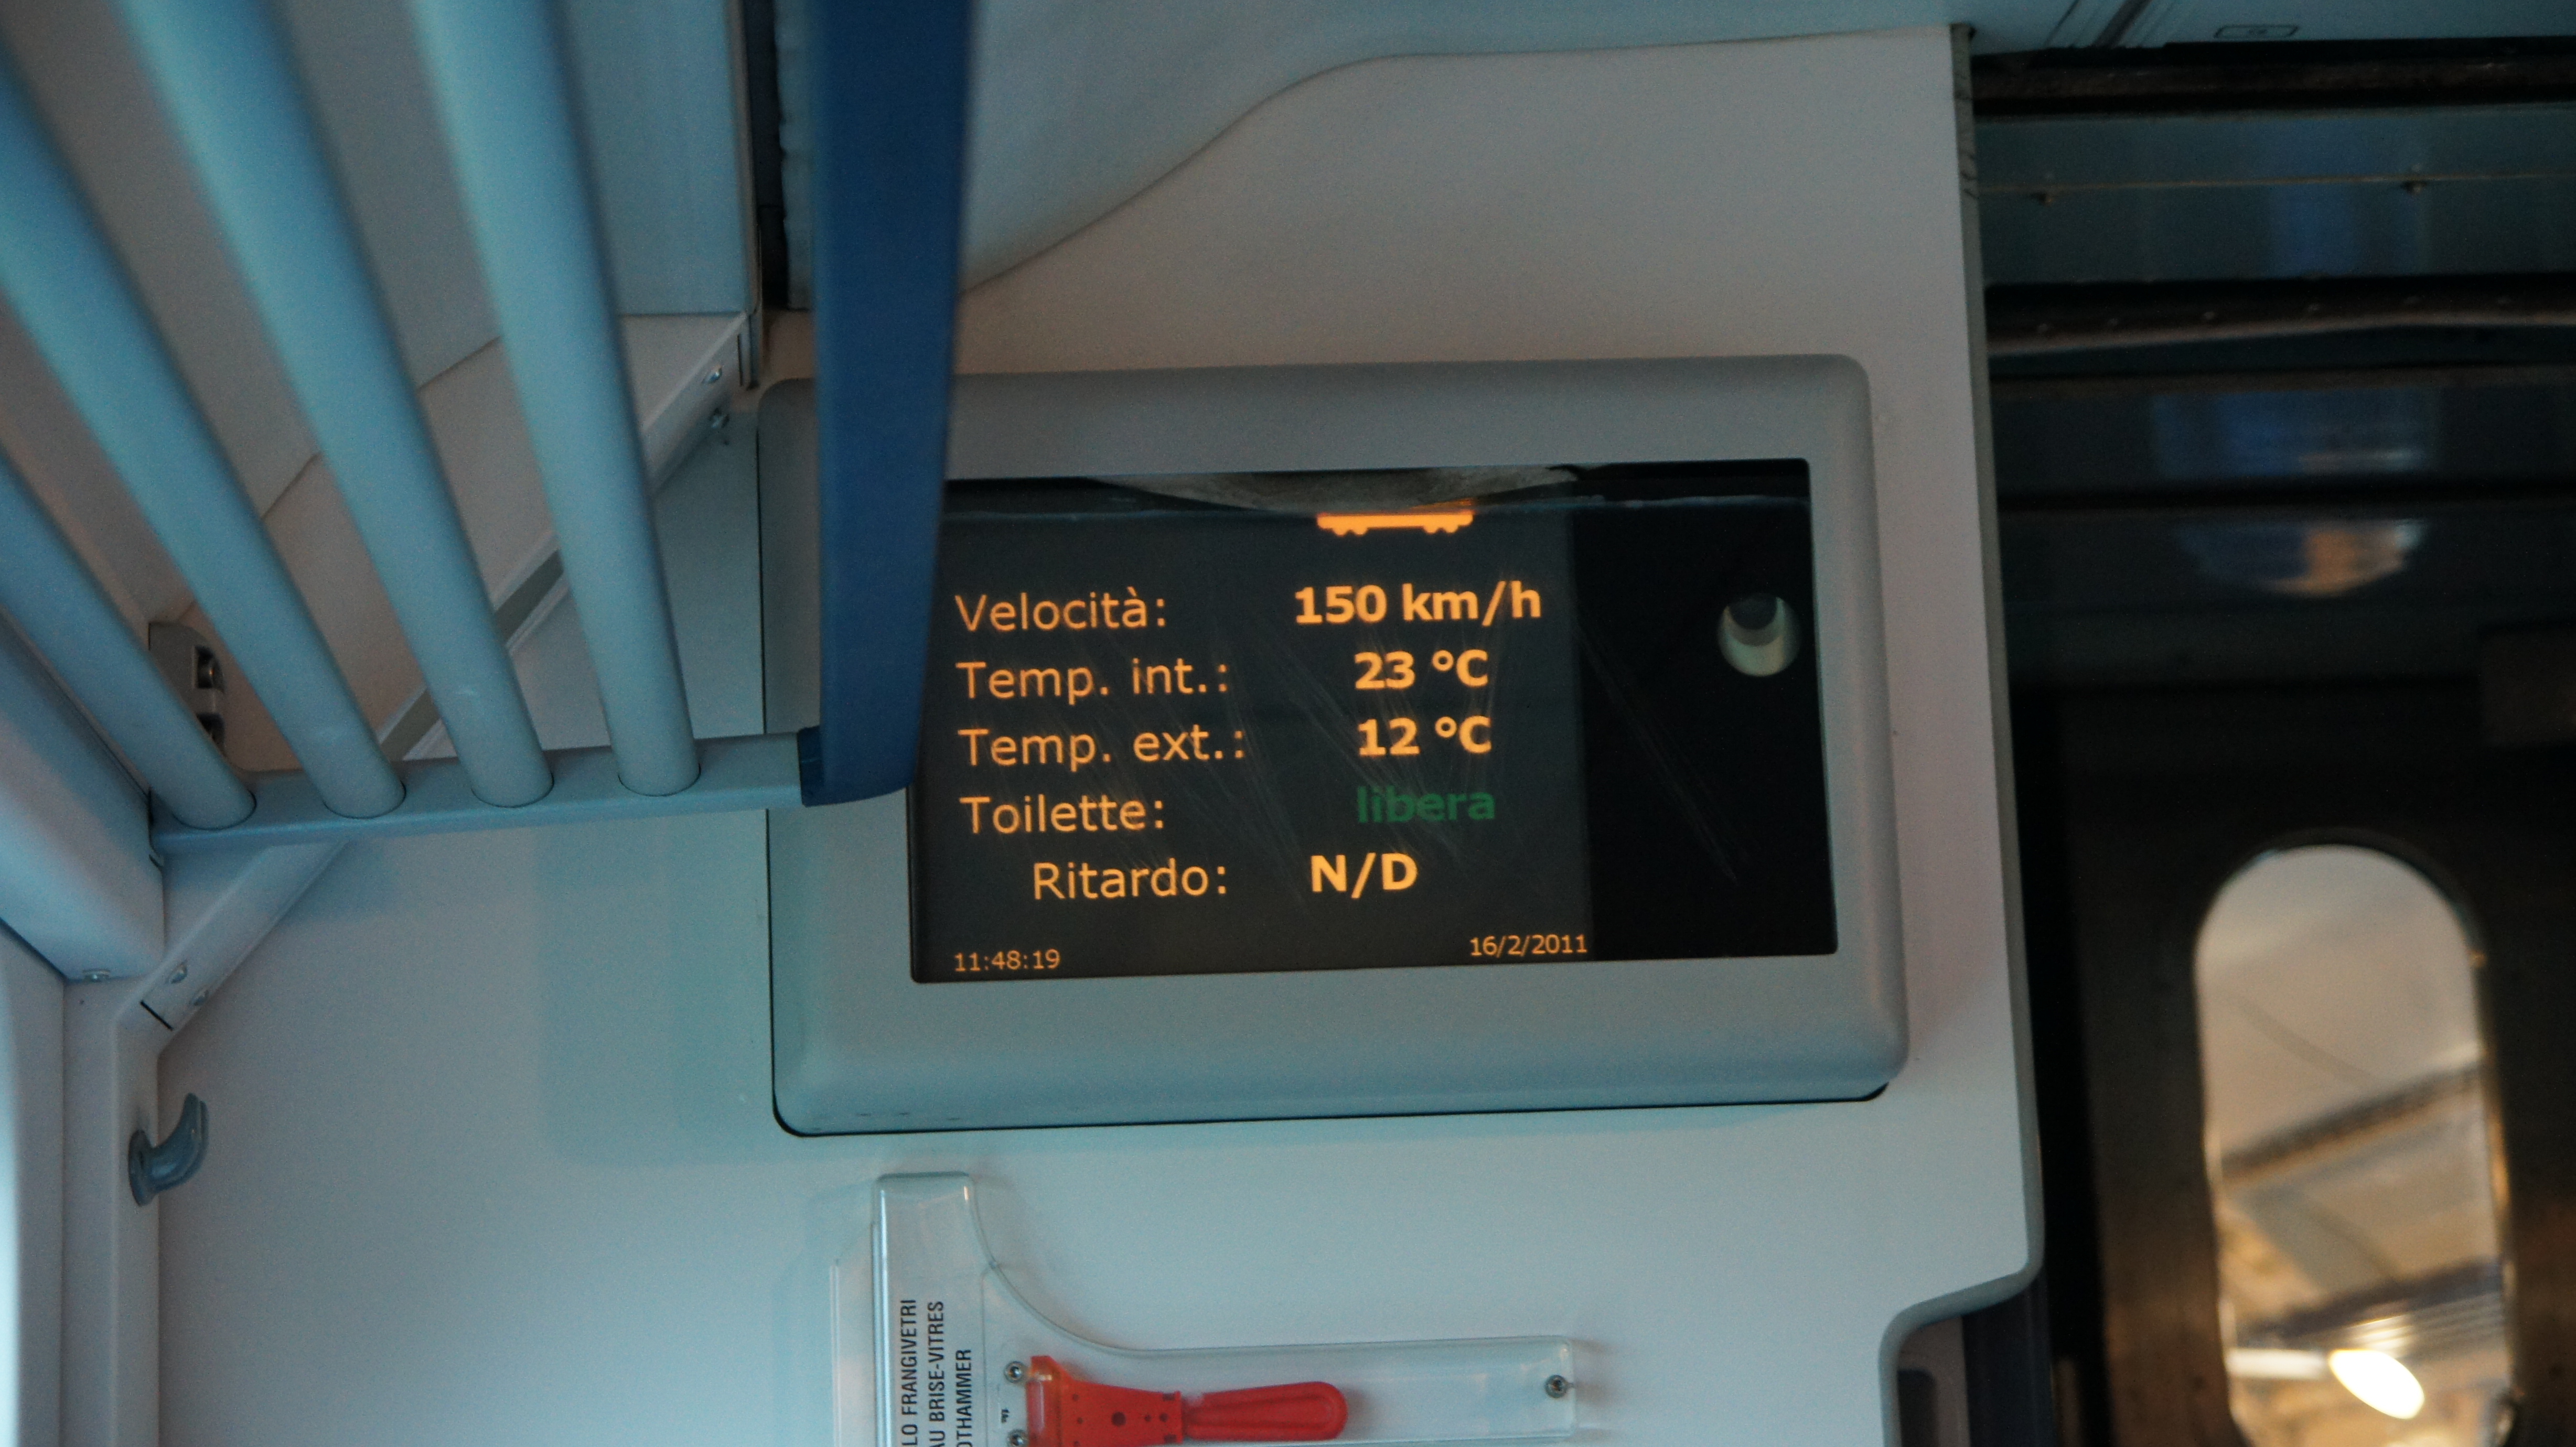 Velocità: 150 km/h
Temp. int.: 23 °C
Temp. ext.: 12 °C
Toilette: libera
Ritardo: N/D
11:48:19 16/2/2011
FRANGIVETRI
BRISE-VITRES